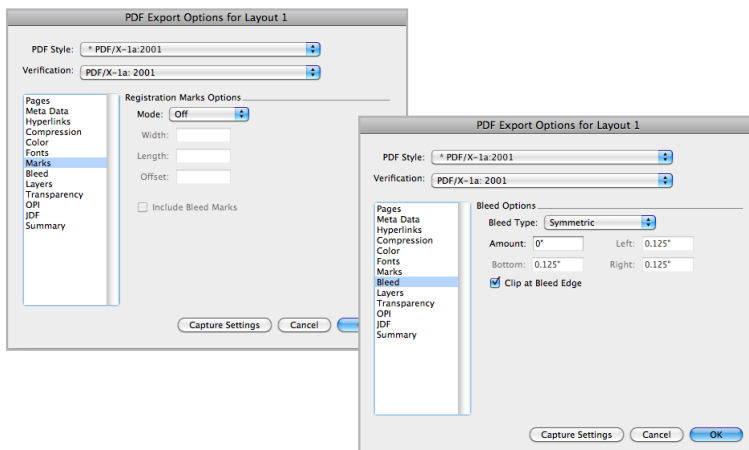 PDF Export Options for Layout 1
PDF Style: * PDF/X-1a:2001
Verification: PDF/X-1a: 2001
Pages
Meta Data
Hyperlinks
Compression
Color
Fonts
Marks
Bleed
Layers
Transparency
OPI
JDF
Summary
Registration Marks Options
Mode: Off
Width:
Length:
Offset:
Include Bleed Marks
Capture Settings Cancel
PDF Export Options for Layout 1
PDF Style: * PDF/X-1a:2001
Verification: PDF/X-1a: 2001
Pages
Meta Data
Hyperlinks
Compression
Color
Fonts
Marks
Bleed
Layers
Transparency
OPI
JDF
Summary
Bleed Options
Bleed Type: Symmetric
Amount: 0" Left: 0.125"
Bottom: 0.125" Right: 0.125"
Clip at Bleed Edge
Capture Settings Cancel OK